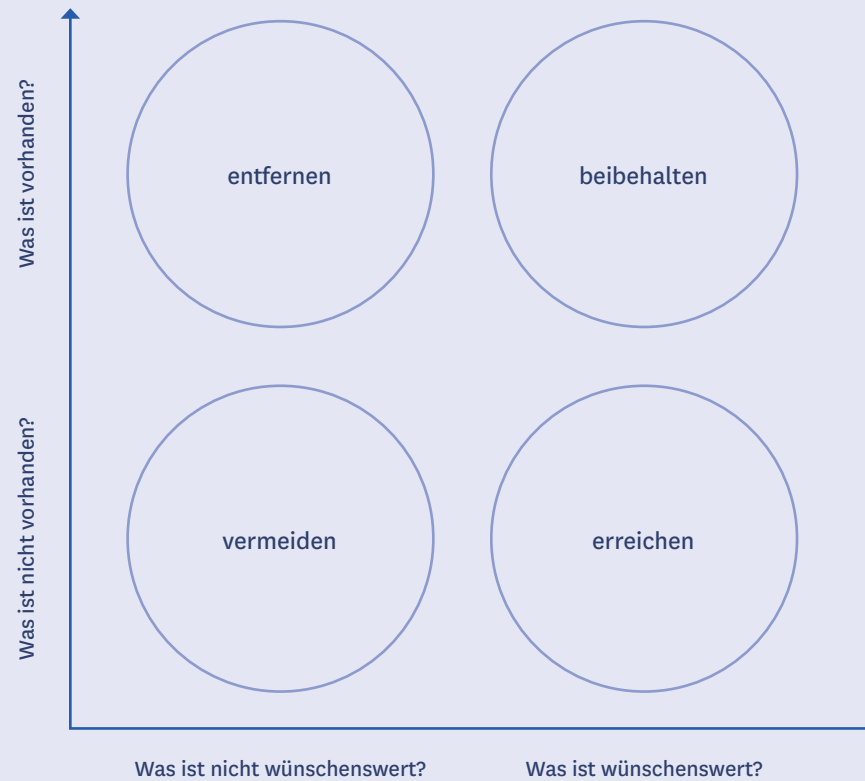 Was ist vorhanden?
entfernen
beibehalten
Was ist nicht vorhanden?
vermeiden
erreichen
Was ist nicht wünschenswert?
Was ist wünschenswert?